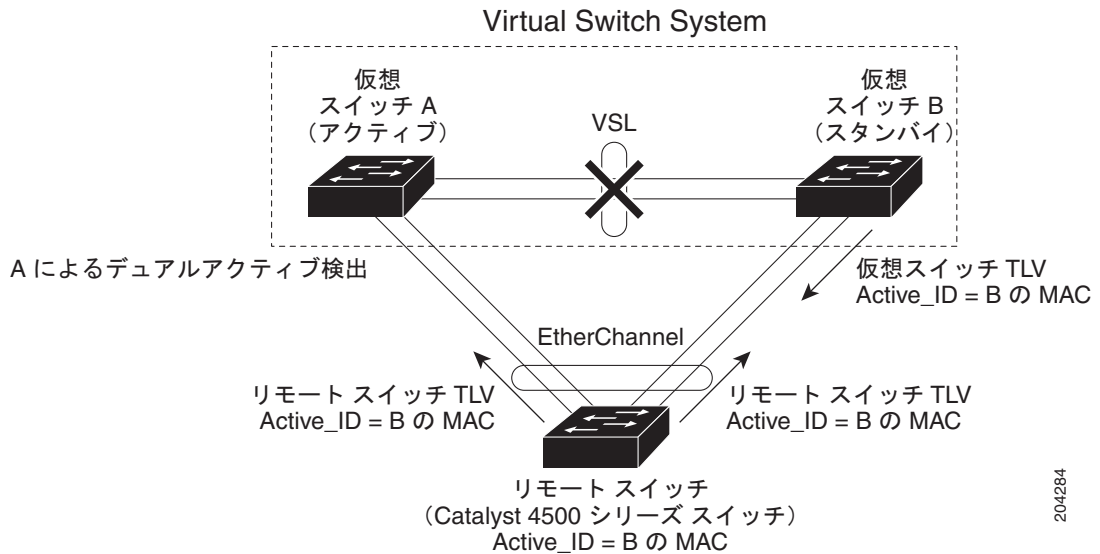 Virtual Switch System
仮想
スイッチ A
（アクティブ）
VSL
仮想
スイッチ B
（スタンバイ）
A によるデュアルアクティブ検出
仮想スイッチ TLV
Active_ID = B の MAC
EtherChannel
リモート スイッチ TLV
Active_ID = B の MAC
リモート スイッチ TLV
Active_ID = B の MAC
リモート スイッチ
（Catalyst 4500 シリーズ スイッチ）
Active_ID = B の MAC
204284